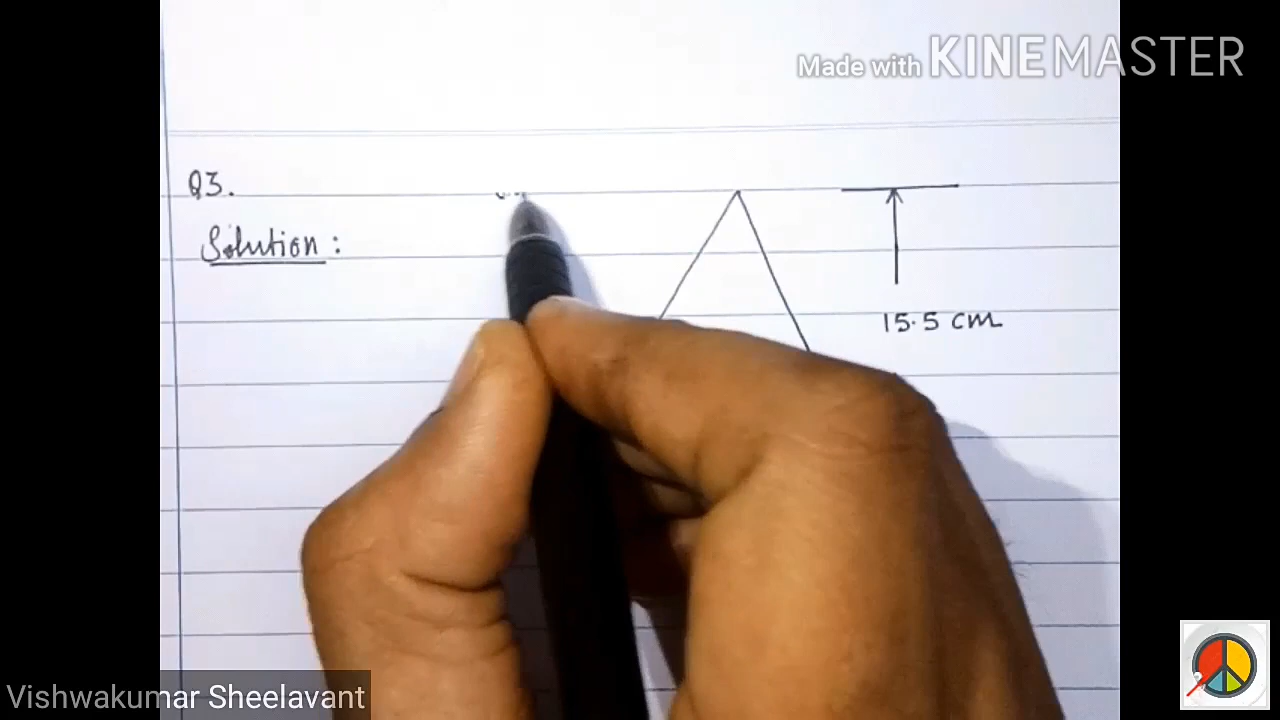 Made with KINEMASTER
Q3.
Solution :
15.5 cm
Vishwakumar Sheelavant